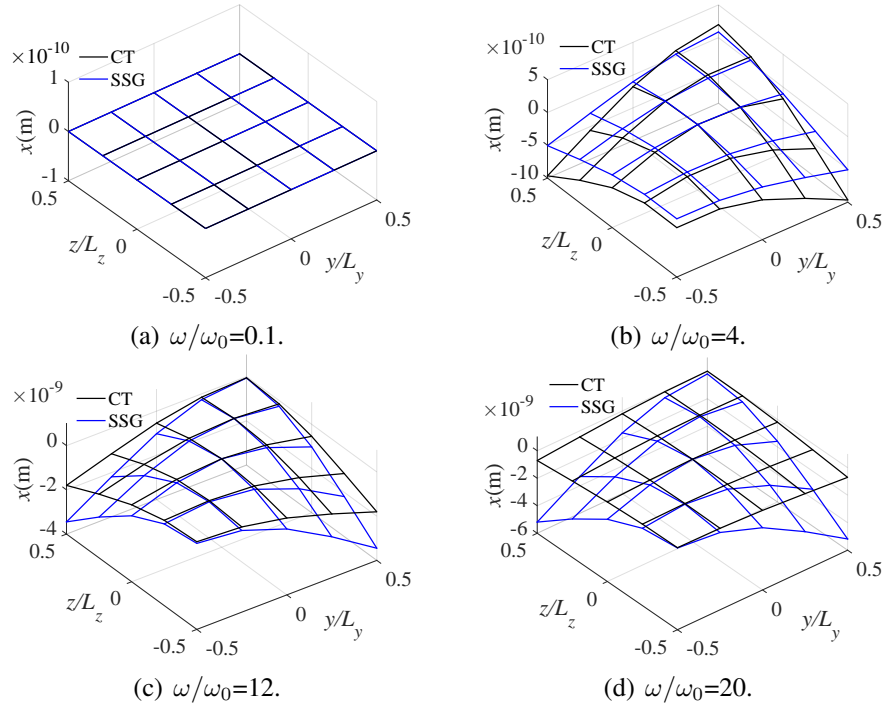 ×10⁻¹⁰
CT
SSG
1
0
-1
x(m)
0.5
0
-0.5
z/L_z
-0.5
0
0.5
y/L_y
(a) ω/ω₀=0.1.
×10⁻¹⁰
CT
SSG
5
0
-5
-10
x(m)
0.5
0
-0.5
z/L_z
-0.5
0
0.5
y/L_y
(b) ω/ω₀=4.
×10⁻⁹
CT
SSG
0
-2
-4
x(m)
0.5
0
-0.5
z/L_z
-0.5
0
0.5
y/L_y
(c) ω/ω₀=12.
×10⁻⁹
CT
SSG
0
-2
-4
-6
x(m)
0.5
0
-0.5
z/L_z
-0.5
0
0.5
y/L_y
(d) ω/ω₀=20.